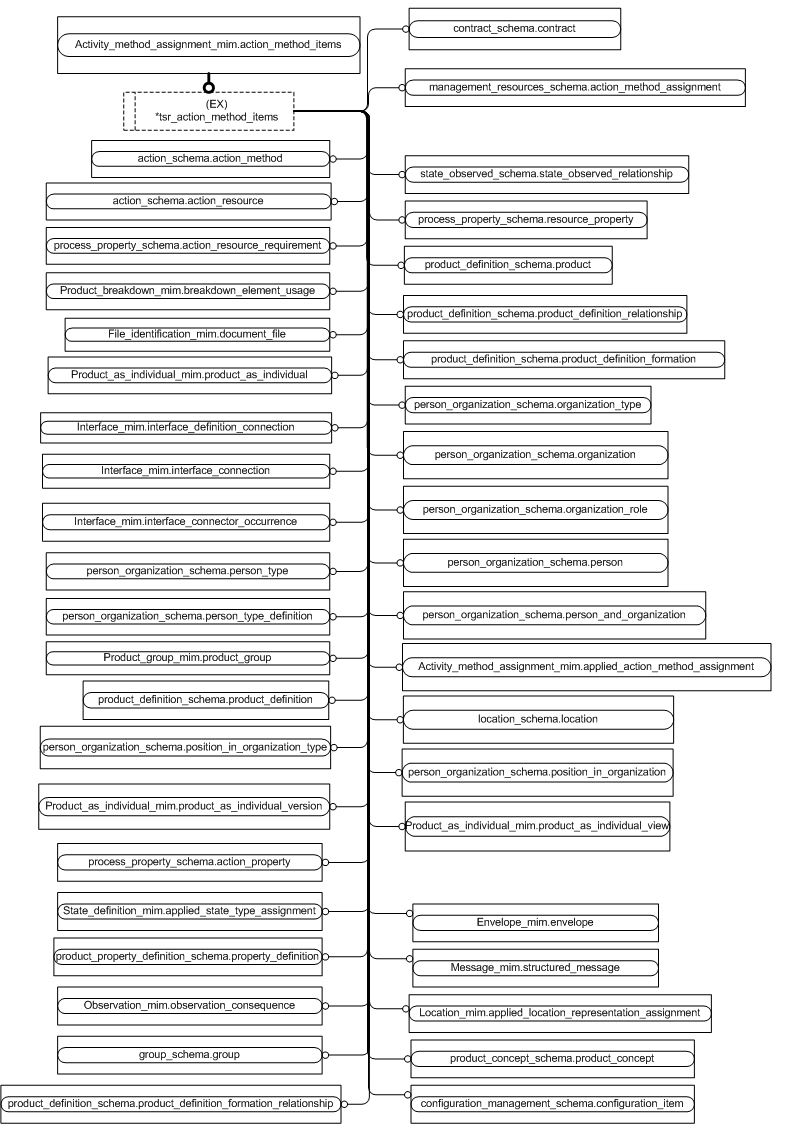 Activity_method_assignment_mim.action_method_items
(EX)
*tsr_action_method_items
action_schema.action_method
action_schema.action_resource
process_property_schema.action_resource_requirement
Product_breakdown_mim.breakdown_element_usage
File_identification_mim.document_file
Product_as_individual_mim.product_as_individual
Interface_mim.interface_definition_connection
Interface_mim.interface_connection
Interface_mim.interface_connector_occurrence
person_organization_schema.person_type
person_organization_schema.person_type_definition
Product_group_mim.product_group
product_definition_schema.product_definition
person_organization_schema.position_in_organization_type
Product_as_individual_mim.product_as_individual_version
process_property_schema.action_property
State_definition_mim.applied_state_type_assignment
product_property_definition_schema.property_definition
Observation_mim.observation_consequence
group_schema.group
product_definition_schema.product_definition_formation_relationship
contract_schema.contract
management_resources_schema.action_method_assignment
state_observed_schema.state_observed_relationship
process_property_schema.resource_property
product_definition_schema.product
product_definition_schema.product_definition_relationship
product_definition_schema.product_definition_formation
person_organization_schema.organization_type
person_organization_schema.organization
person_organization_schema.organization_role
person_organization_schema.person
person_organization_schema.person_and_organization
Activity_method_assignment_mim.applied_action_method_assignment
location_schema.location
person_organization_schema.position_in_organization
Product_as_individual_mim.product_as_individual_view
Envelope_mim.envelope
Message_mim.structured_message
Location_mim.applied_location_representation_assignment
product_concept_schema.product_concept
configuration_management_schema.configuration_item